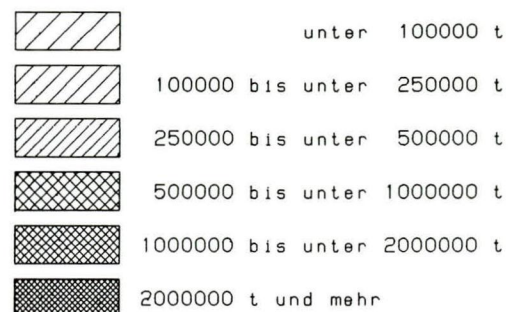 unter 100000 t
100000 bis unter 250000 t
250000 bis unter 500000 t
500000 bis unter 1000000 t
1000000 bis unter 2000000 t
2000000 t und mehr